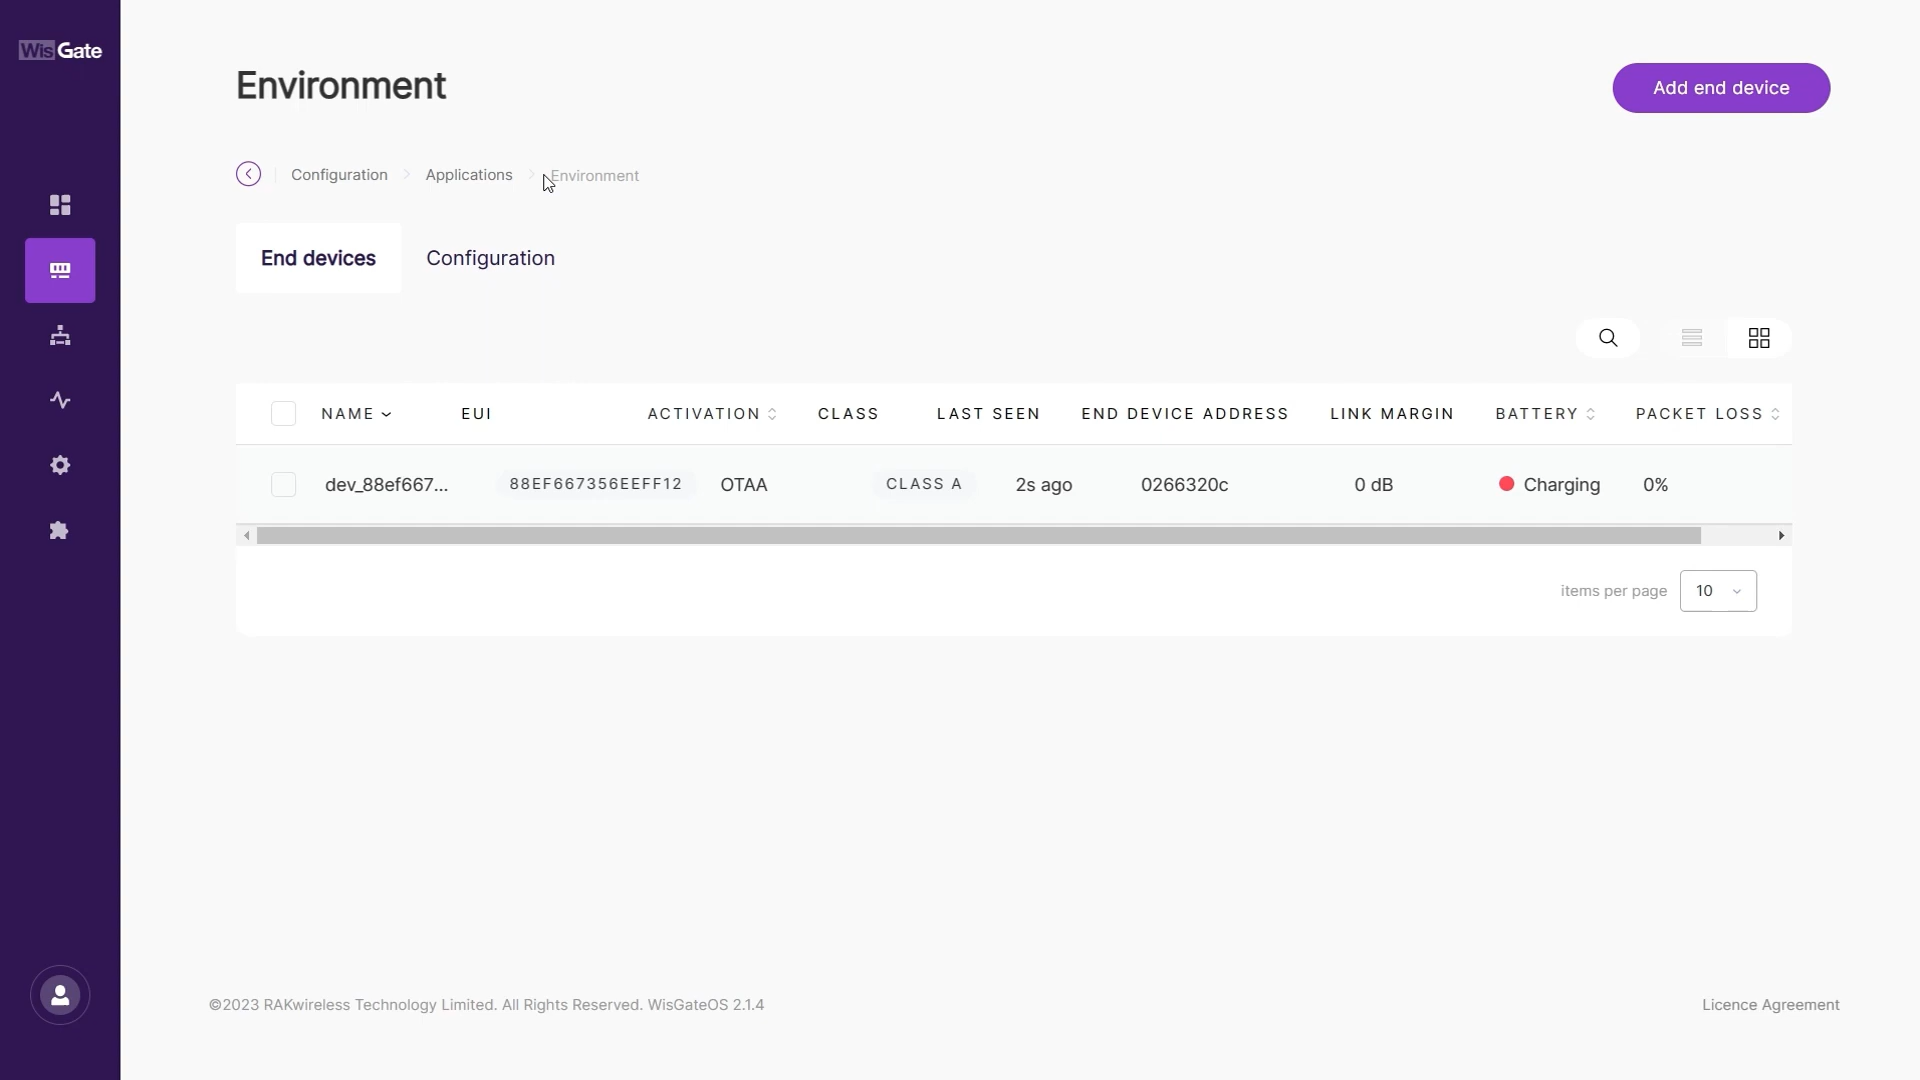 WisGate
Environment
Add end device
Configuration
Applications
Environment
End devices
Configuration
NAME
EUI
ACTIVATION
CLASS
LAST SEEN
END DEVICE ADDRESS
LINK MARGIN
BATTERY
PACKET LOSS
dev_88ef667...
88EF667356EEFF12
OTAA
CLASS A
2s ago
0266320c
0 dB
Charging
0%
items per page
10
©2023 RAKwireless Technology Limited. All Rights Reserved. WisGateOS 2.1.4
Licence Agreement